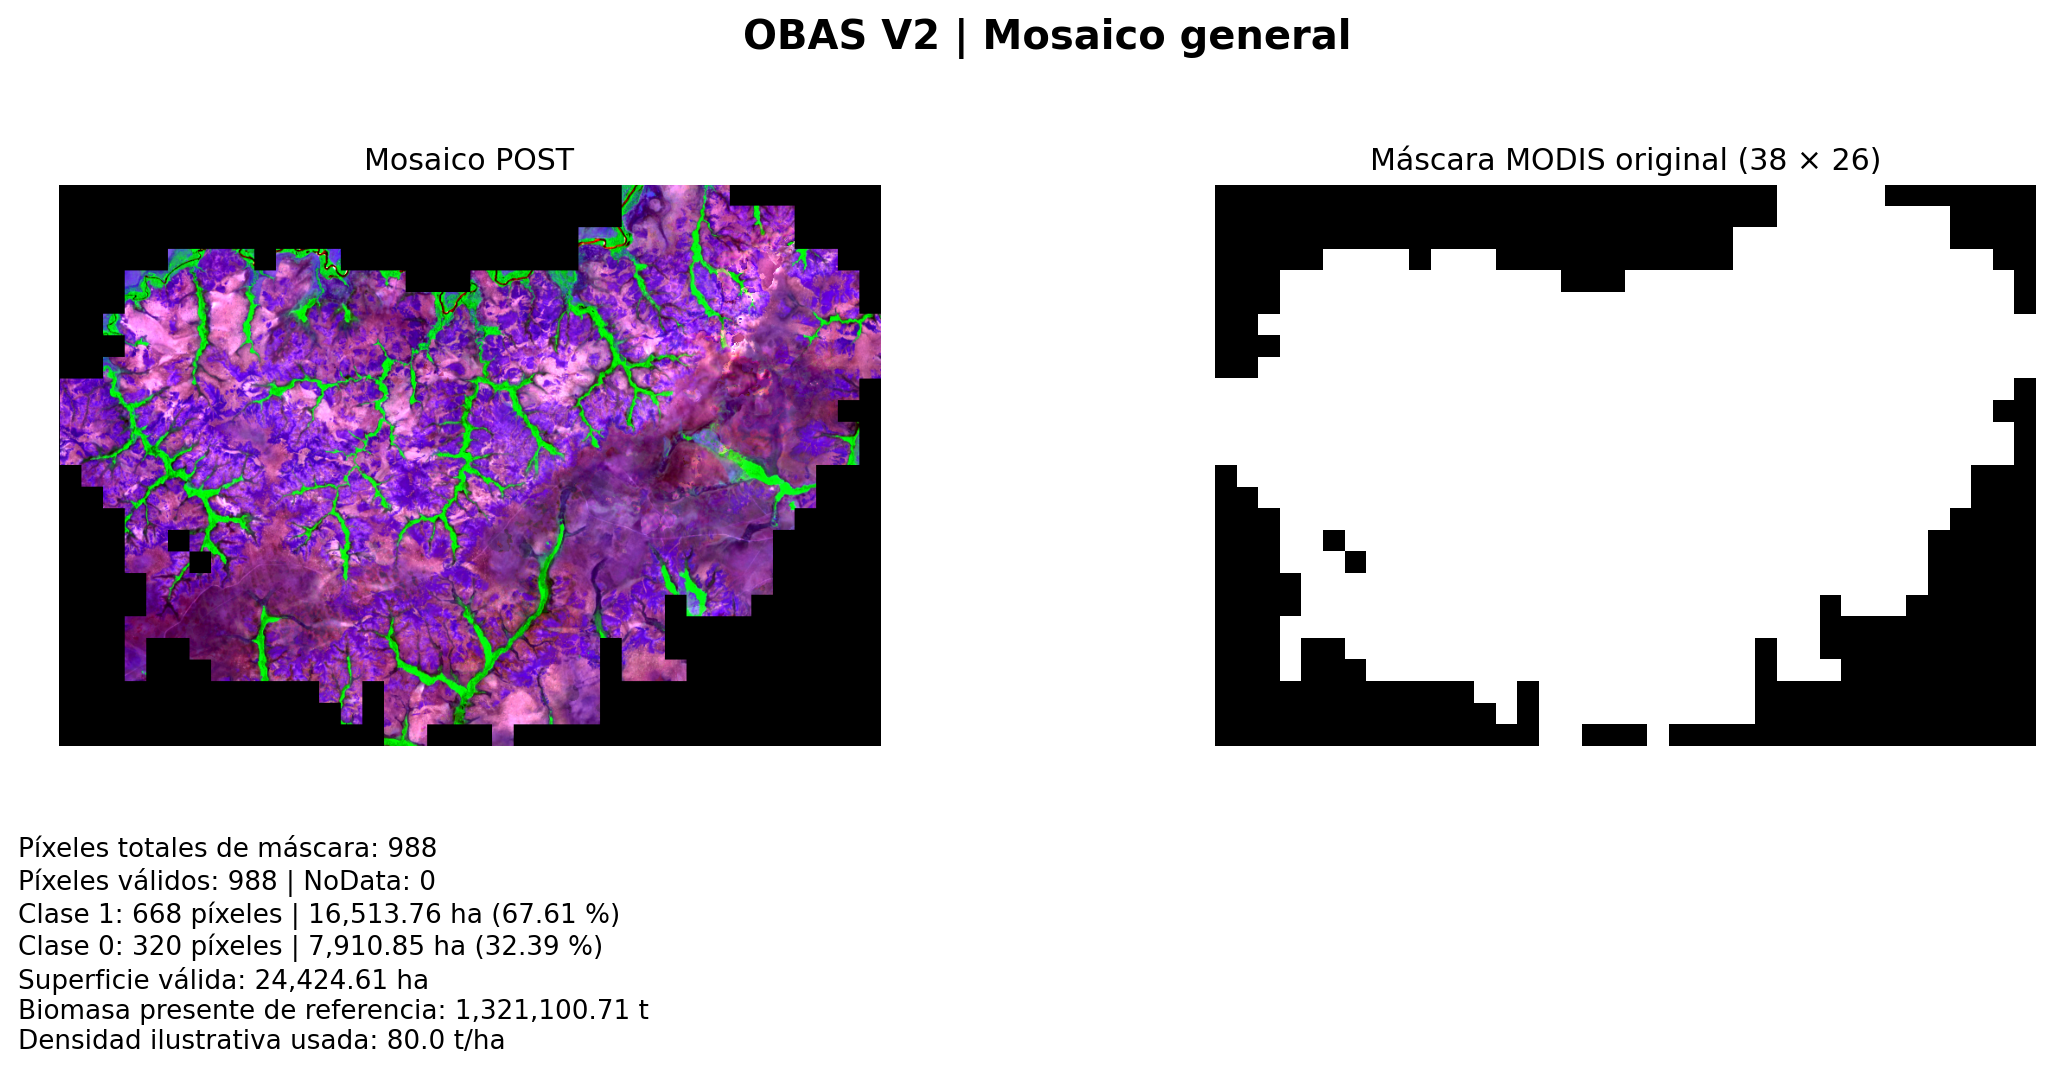 OBAS V2 | Mosaico general
Mosaico POST
Máscara MODIS original (38 × 26)
Píxeles totales de máscara: 988
Píxeles válidos: 988 | NoData: 0
Clase 1: 668 píxeles | 16,513.76 ha (67.61 %)
Clase 0: 320 píxeles | 7,910.85 ha (32.39 %)
Superficie válida: 24,424.61 ha
Biomasa presente de referencia: 1,321,100.71 t
Densidad ilustrativa usada: 80.0 t/ha